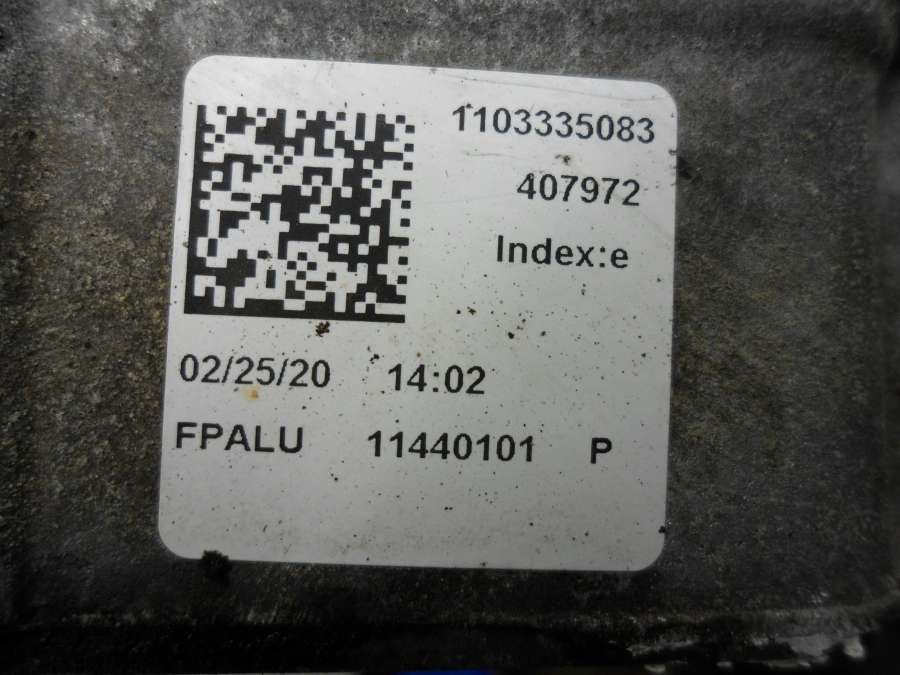 1103335083
407972
Index:e
02/25/20 14:02
FPALU 11440101 P